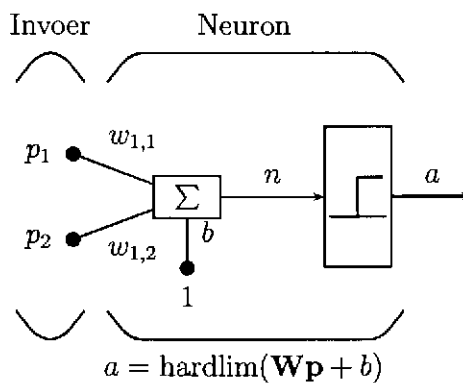 Invoer Neuron
p₁ w₁,₁
Σ n a
p₂ w₁,₂ b
1
a = hardlim(Wp + b)